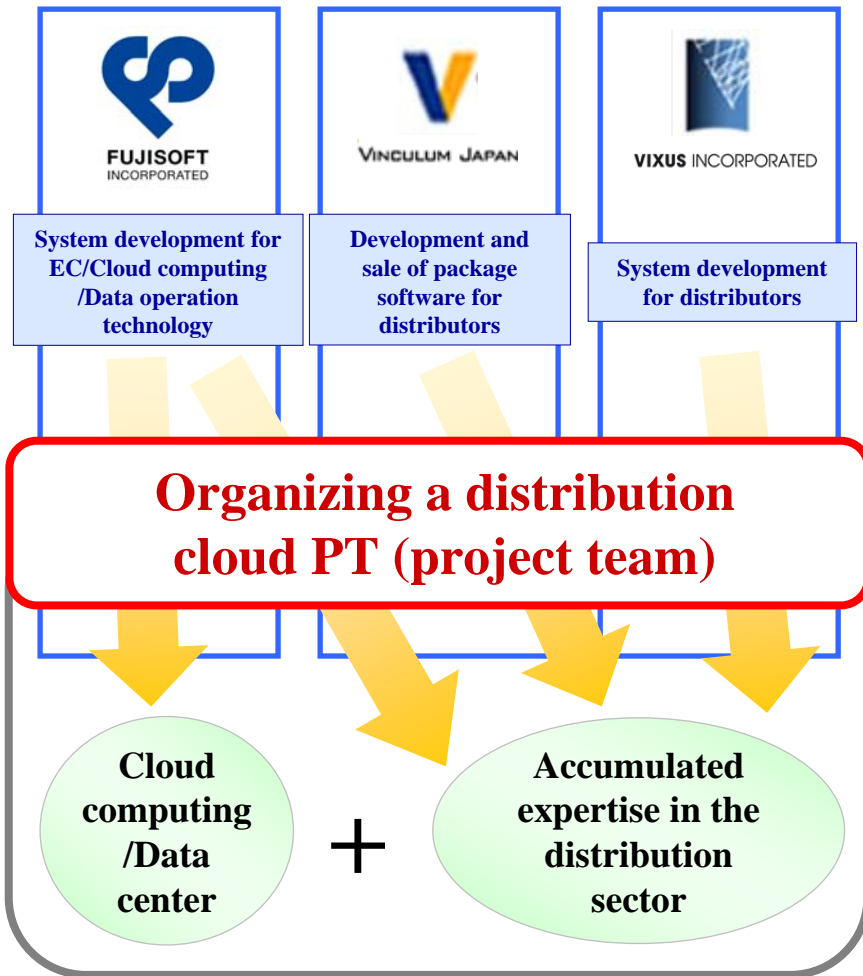 FUJISOFT
INCORPORATED
VINCULUM JAPAN
VIXUS INCORPORATED
System development for
EC/Cloud computing
/Data operation
technology
Development and
sale of package
software for
distributors
System development
for distributors
Organizing a distribution
cloud PT (project team)
Cloud
computing
/Data
center
+
Accumulated
expertise in the
distribution
sector